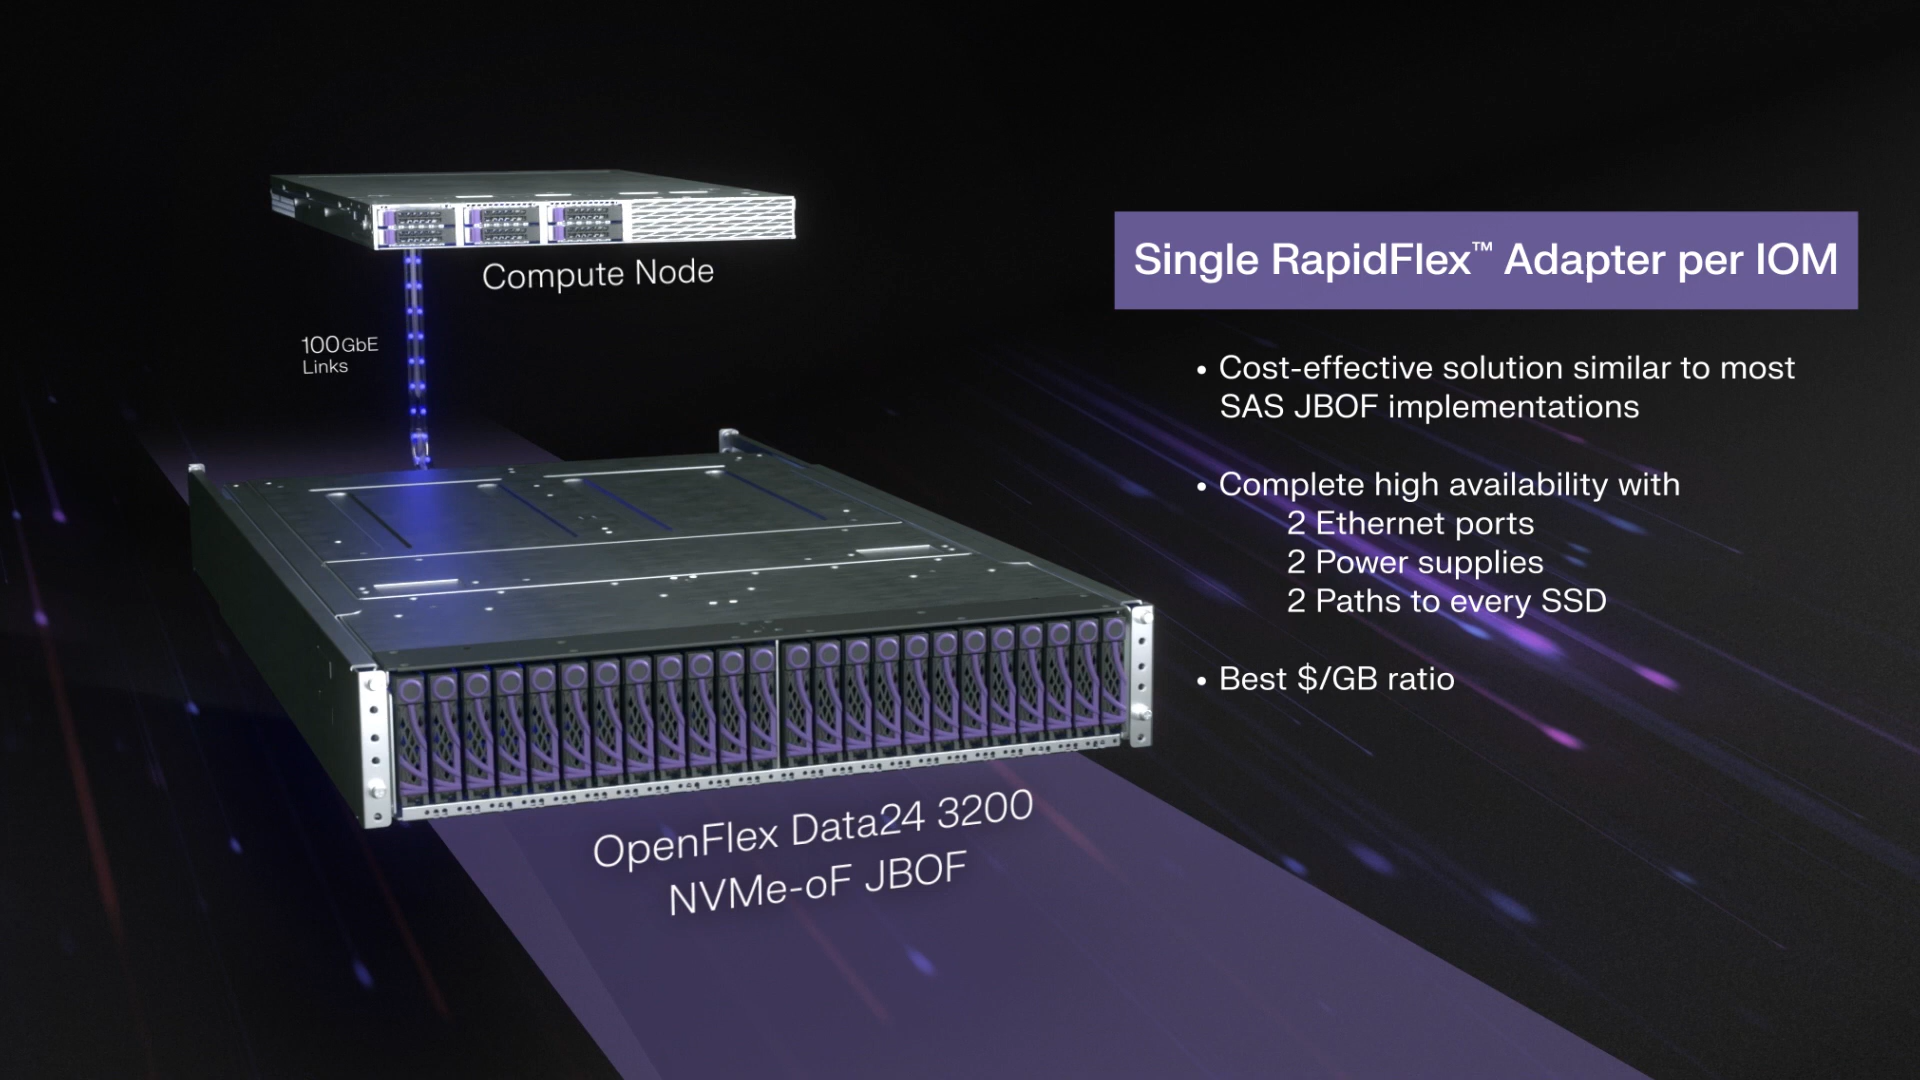 Compute Node
100GbE
Links
OpenFlex Data24 3200
NVMe-oF JBOF
Single RapidFlex™ Adapter per IOM
• Cost-effective solution similar to most
SAS JBOF implementations
• Complete high availability with
2 Ethernet ports
2 Power supplies
2 Paths to every SSD
• Best $/GB ratio